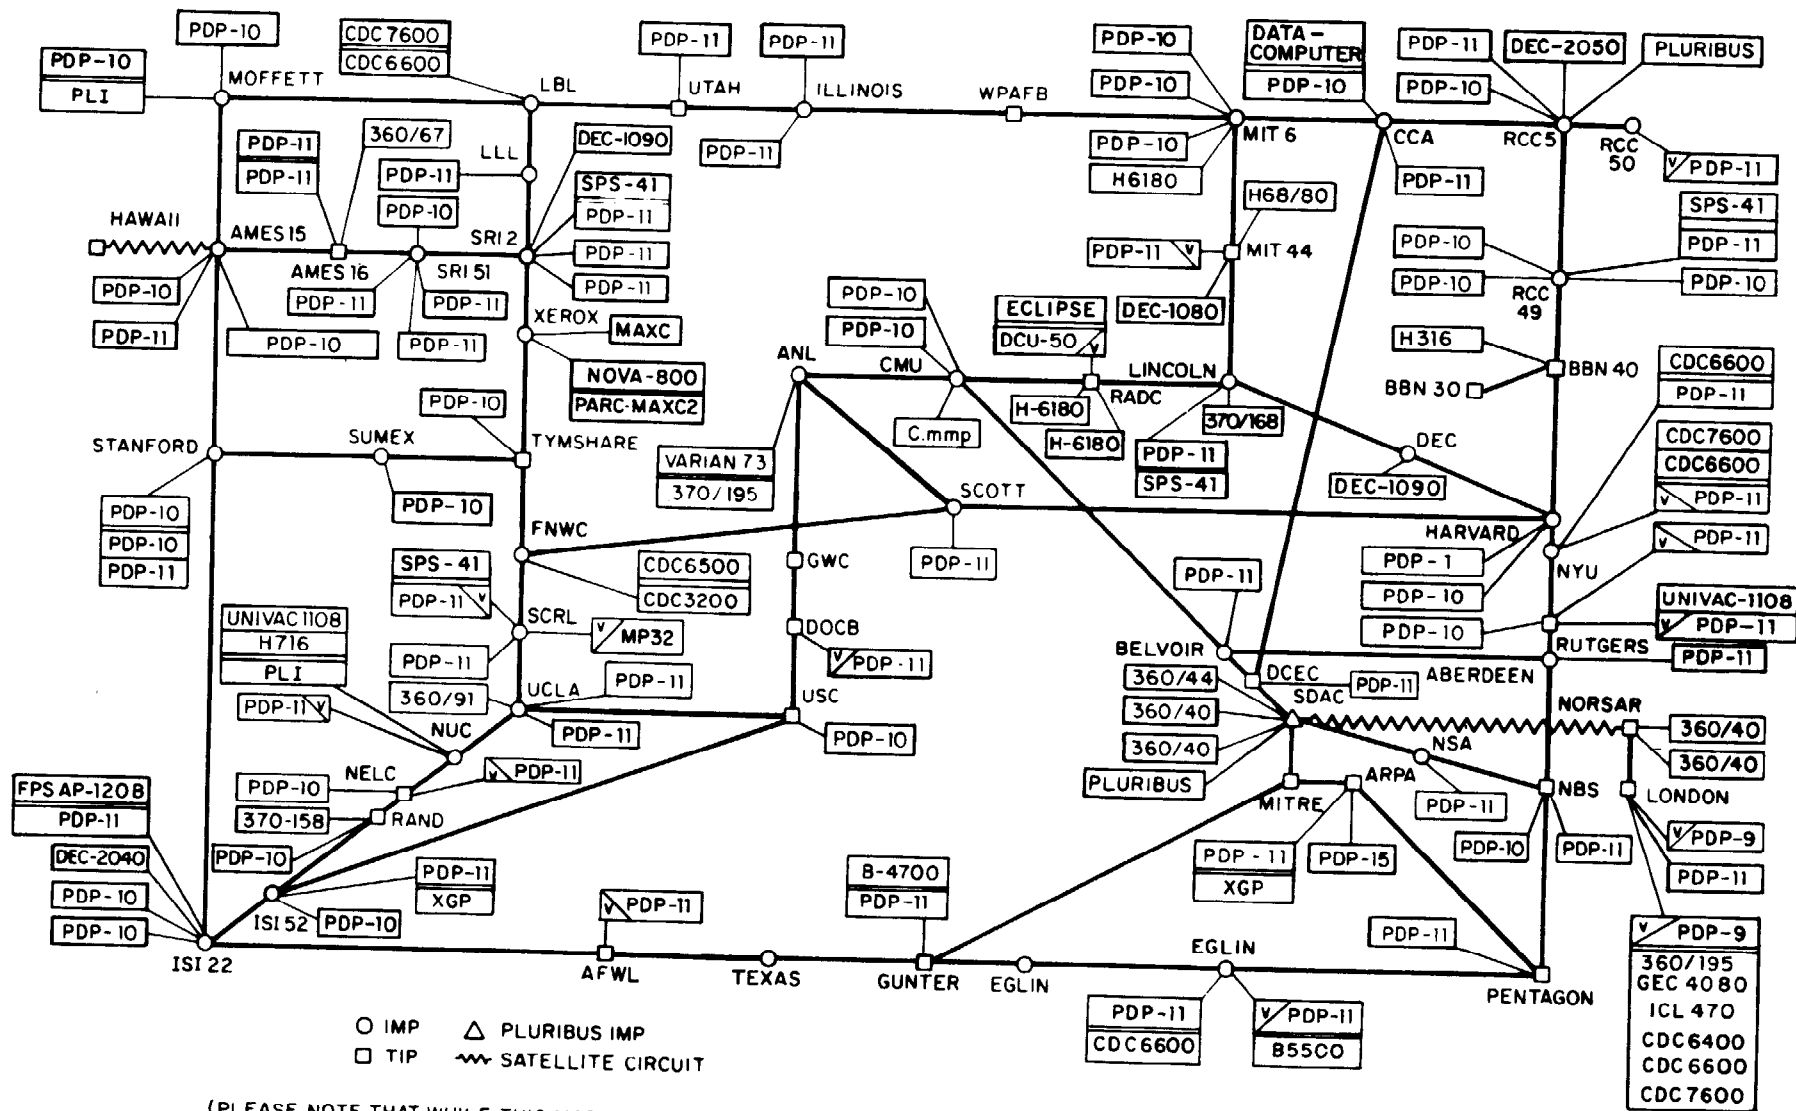 PDP-10
CDC7600
CDC6600
PDP-11
PDP-11
PDP-10
DATA-
COMPUTER
PDP-10
PDP-11
DEC-2050
PLURIBUS
PDP-10
PLI
MOFFETT
LBL
UTAH
ILLINOIS
WPAFB
PDP-10
PDP-10
MIT 6
CCA
RCC5
RCC
50
PDP-11
PDP-11
360/67
LLL
PDP-11
DEC-1090
PDP-11
PDP-10
H6180
PDP-11
V PDP-11
PDP-10
SPS-41
PDP-11
H68/80
SPS-41
PDP-11
HAWAII
AMES 15
AMES 16
SRI 51
SRI 2
PDP-11
PDP-11
PDP-11 V
MIT 44
PDP-10
PDP-10
PDP-10
RCC
49
PDP-10
PDP-11
PDP-11
PDP-11
PDP-11
PDP-10
PDP-11
XEROX
MAXC
PDP-10
PDP-10
ECLIPSE
DCU-50 V
DEC-1080
H316
NOVA-800
PARC-MAXC2
ANL
CMU
RADC
LINCOLN
BBN 30
BBN 40
CDC6600
PDP-11
PDP-10
C.mmp
H-6180
H-6180
370/168
STANFORD
SUMEX
TYMSHARE
VARIAN 73
370/195
PDP-11
SPS-41
DEC
DEC-1090
CDC7600
CDC6600
V PDP-11
PDP-10
PDP-10
PDP-11
PDP-10
FNWC
SCOTT
PDP-11
HARVARD
V PDP-11
PDP-1
NYU
SPS-41
PDP-11 V
CDC6500
CDC3200
GWC
PDP-11
PDP-10
UNIVAC1108
H716
PLI
SCRL
V MP32
DOCB
V PDP-11
PDP-10
RUTGERS
UNIVAC-1108
V PDP-11
PDP-11
360/91
UCLA
PDP-11
PDP-11
USC
PDP-10
BELVOIR
360/44
360/40
360/40
PLURIBUS
DCEC
PDP-11
SDAC
ABERDEEN
PDP-11
PDP-11 V
NUC
NORSAR
360/40
360/40
NELC
V PDP-11
PDP-10
370-158
RAND
PDP-10
MITRE
ARPA
NSA
PDP-11
NBS
LONDON
FPS AP-120B
PDP-11
DEC-2040
PDP-10
PDP-10
ISI 22
ISI 52
PDP-11
XGP
PDP-10
V PDP-11
B-4700
PDP-11
PDP-11
XGP
PDP-15
PDP-10
PDP-11
V PDP-9
PDP-11
AFWL
TEXAS
GUNTER
EGLIN
EGLIN
PDP-11
PENTAGON
PDP-11
CDC6600
V PDP-11
B5500
V PDP-9
360/195
GEC 4080
ICL 470
CDC6400
CDC6600
CDC7600
IMP
PLURIBUS IMP
TIP
SATELLITE CIRCUIT
(PLEASE NOTE THAT WHILE THIS